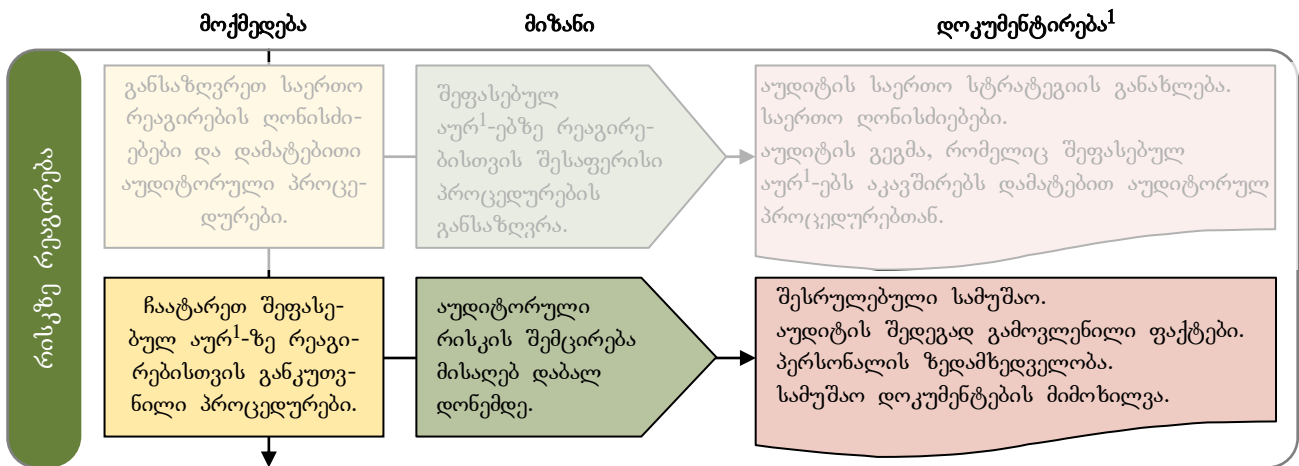 მოქმედება
მიზანი
დოკუმენტირება1
რისკზე რეაგირება
განსაზღვრეთ საერთო
რეაგირების ღონისძი-
ებები და დამატებითი
აუდიტორული პროცე-
დურები.
შეფასებულ
აურ1-ებზე რეაგირე-
ბისთვის შესაფერისი
პროცედურების
განსაზღვრა.
აუდიტის საერთო სტრატეგიის განახლება.
საერთო ღონისძიებები.
აუდიტის გეგმა, რომელიც შეფასებულ
აურ1-ებს აკავშირებს დამატებით აუდიტორულ
პროცედურებთან.
ჩაატარეთ შეფასე-
ბულ აურ1-ზე რეაგი-
რებისთვის განკუთვ-
ნილი პროცედურები.
აუდიტორული
რისკის შემცირება
მისაღებ დაბალ
დონემდე.
შესრულებული სამუშაო.
აუდიტის შედეგად გამოვლენილი ფაქტები.
პერსონალის ზედამხედველობა.
სამუშაო დოკუმენტების მიმოხილვა.